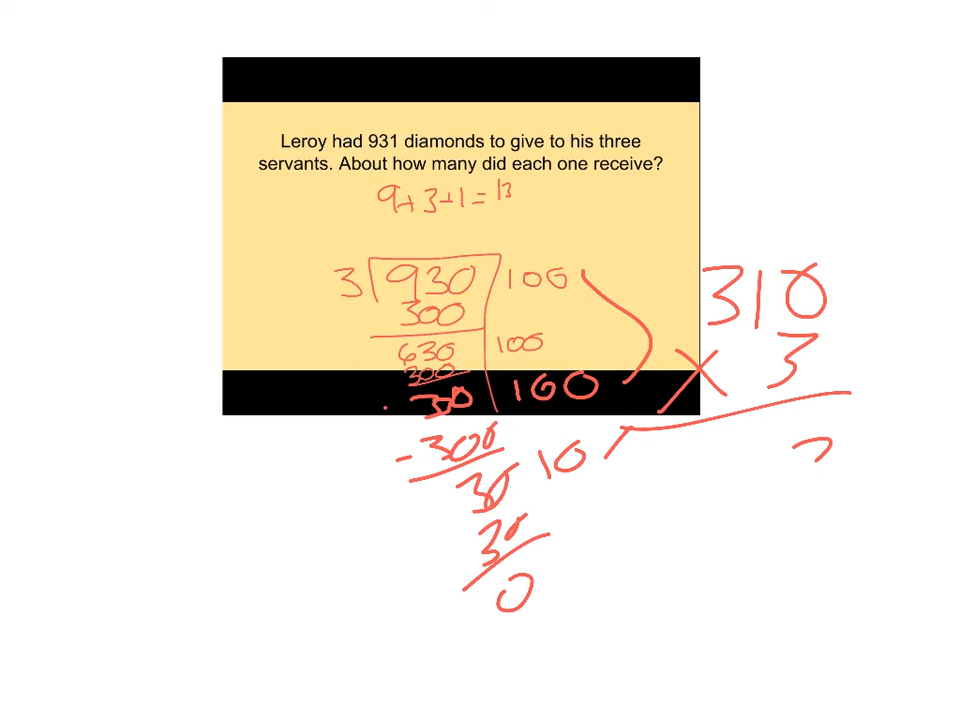 Leroy had 931 diamonds to give to his three
servants. About how many did each one receive?
9+3+1=13
3 930 100
300
630 100
300
330 100
- 300
30 10
30
0
310
x 3